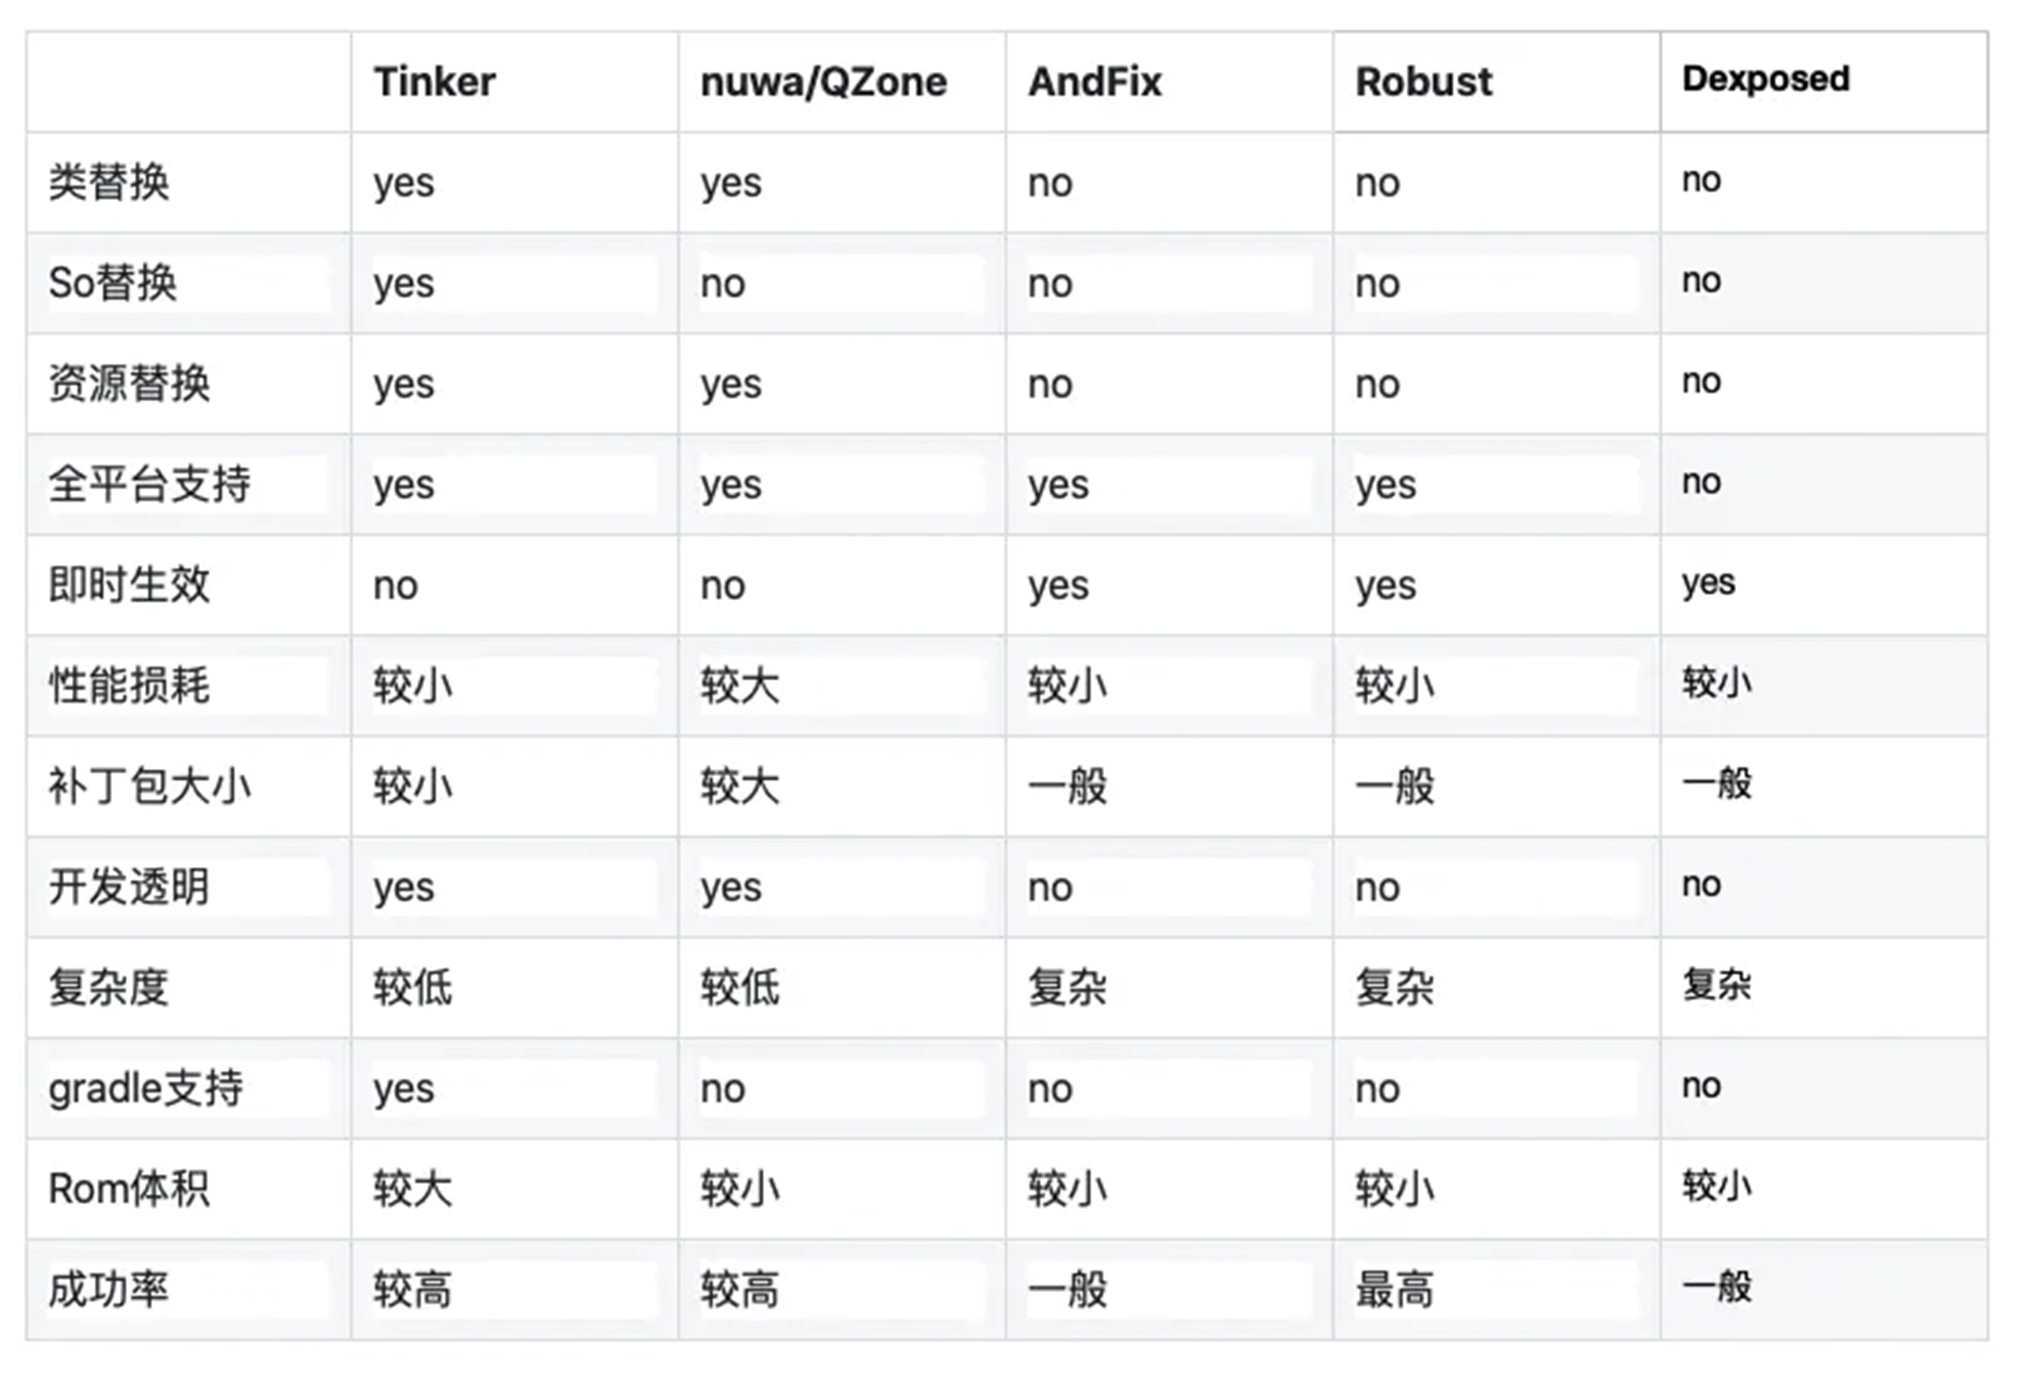 Tinker nuwa/QZone AndFix Robust Dexposed
类替换 yes yes no no no
So替换 yes no no no no
资源替换 yes yes no no no
全平台支持 yes yes yes yes no
即时生效 no no yes yes yes
性能损耗 较小 较大 较小 较小 较小
补丁包大小 较小 较大 一般 一般 一般
开发透明 yes yes no no no
复杂度 较低 较低 复杂 复杂 复杂
gradle支持 yes no no no no
Rom体积 较大 较小 较小 较小 较小
成功率 较高 较高 一般 最高 一般